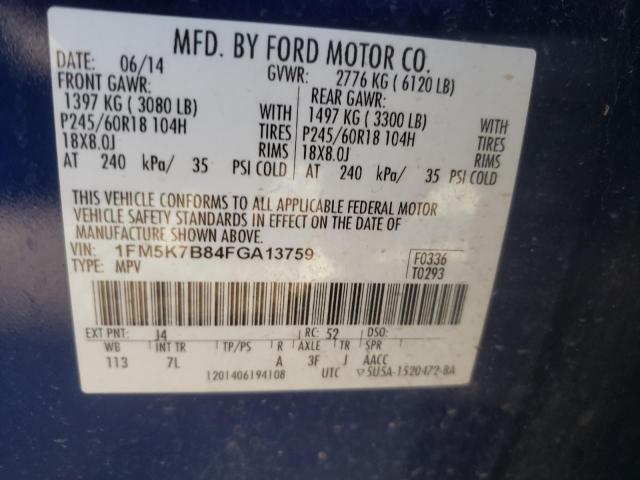 MFD. BY FORD MOTOR CO.
DATE: 06/14 GVWR: 2776 KG ( 6120 LB)
FRONT GAWR: REAR GAWR:
1397 KG ( 3080 LB) WITH 1497 KG ( 3300 LB) WITH
P245/60R18 104H TIRES P245/60R18 104H TIRES
18X8.0J RIMS 18X8.0J RIMS
AT 240 kPa/ 35 PSI COLD AT 240 kPa/ 35 PSI COLD
THIS VEHICLE CONFORMS TO ALL APPLICABLE FEDERAL MOTOR
VEHICLE SAFETY STANDARDS IN EFFECT ON THE DATE OF
MANUFACTURE SHOWN ABOVE.
VIN: 1FM5K7B84FGA13759 F0336
TYPE: MPV T0293
EXT PNT: J4 RC: 52 DSO:
WB INT TR TP/PS R AXLE TR SPR
113 7L A 3F J AACC
1201406194108 UTC ▽5U5A-1520472-BA